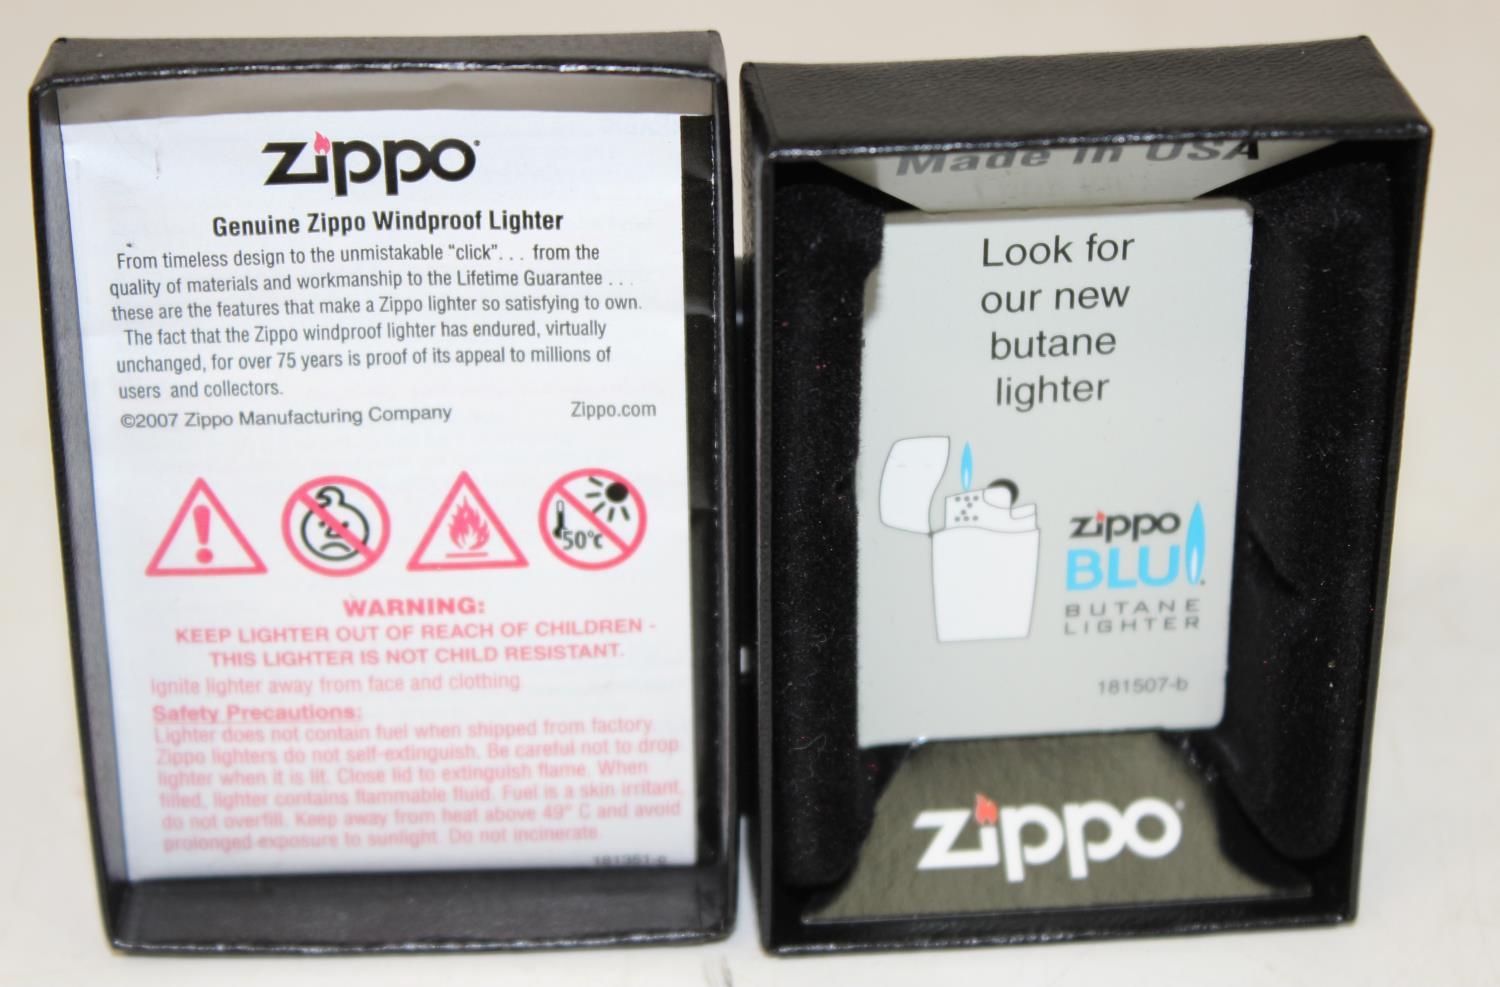 zippo
Genuine Zippo Windproof Lighter
From timeless design to the unmistakable "click". . . from the
quality of materials and workmanship to the Lifetime Guarantee . . .
these are the features that make a Zippo lighter so satisfying to own.
The fact that the Zippo windproof lighter has endured, virtually
unchanged, for over 75 years is proof of its appeal to millions of
users and collectors.
©2007 Zippo Manufacturing Company Zippo.com
50°c
WARNING:
KEEP LIGHTER OUT OF REACH OF CHILDREN -
THIS LIGHTER IS NOT CHILD RESISTANT.
Ignite lighter away from face and clothing
Safety Precautions:
Lighter does not contain fuel when shipped from factory
Zippo lighters do not self-extinguish. Be careful not to drop
lighter when it is lit. Close lid to extinguish flame. When
filled, lighter contains flammable fluid. Fuel is a skin irritant,
do not overfill. Keep away from heat above 49° C and avoid
prolonged exposure to sunlight. Do not incinerate.
181351-c
Made in USA
Look for
our new
butane
lighter
zippo
BLU
BUTANE
LIGHTER
181507-b
zippo